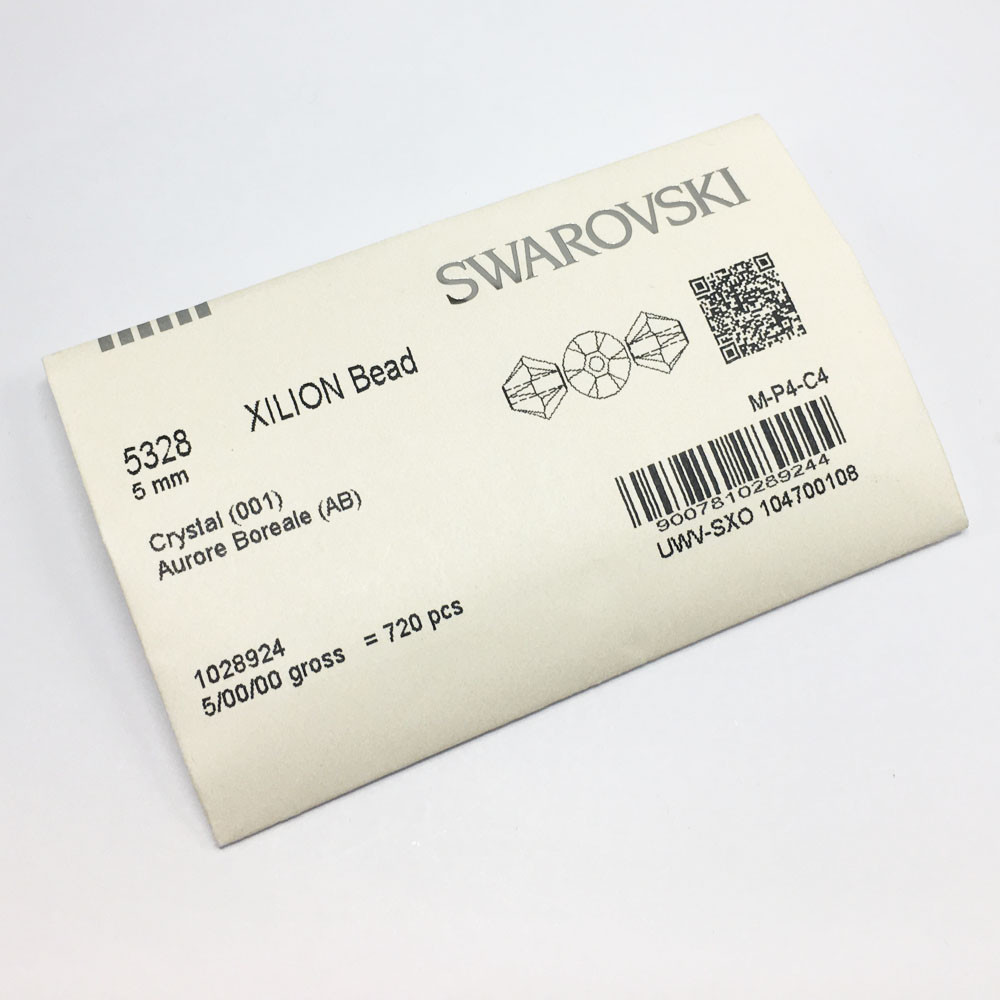 SWAROVSKI
XILION Bead
5328
5 mm
Crystal (001)
Aurore Boreale (AB)
1028924
5/00/00 gross = 720 pcs
M-P4-C4
9007810289244
UWV-SXO 104700108